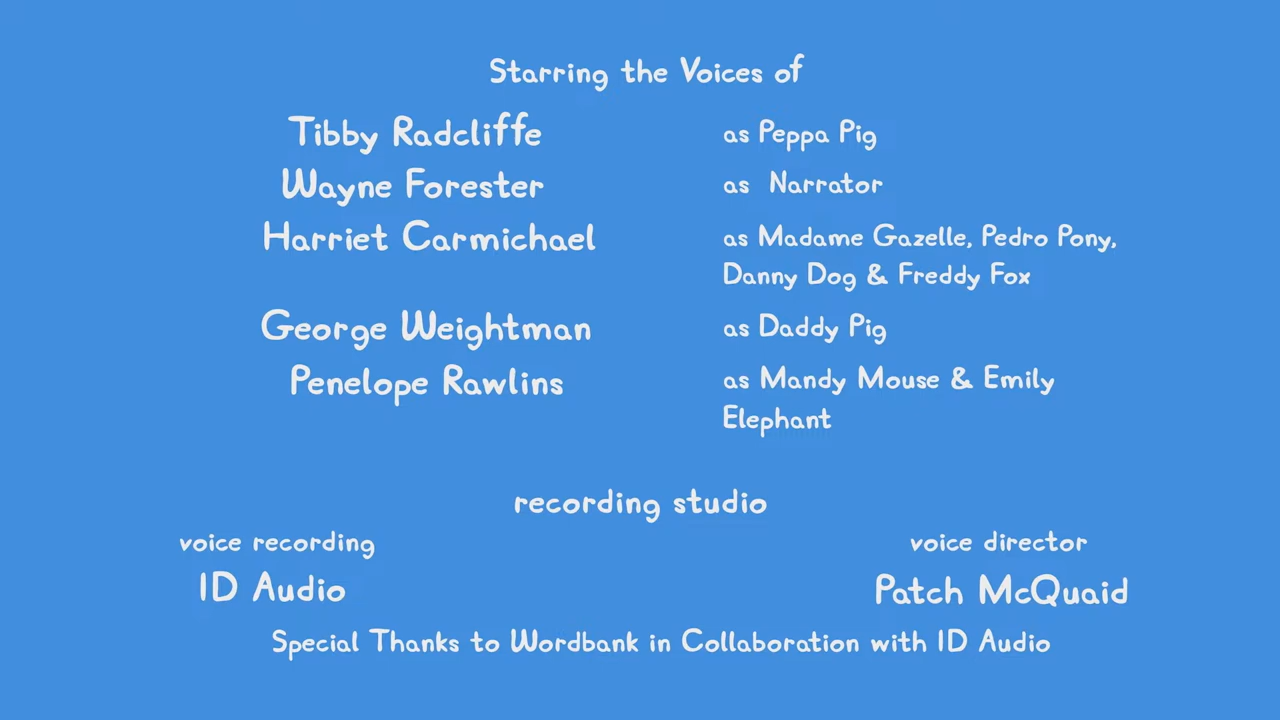 Starring the Voices of
Tibby Radcliffe as Peppa Pig
Wayne Forester as Narrator
Harriet Carmichael as Madame Gazelle, Pedro Pony,
Danny Dog & Freddy Fox
George Weightman as Daddy Pig
Penelope Rawlins as Mandy Mouse & Emily
Elephant
recording studio
voice recording voice director
ID Audio Patch McQuaid
Special Thanks to Wordbank in Collaboration with ID Audio